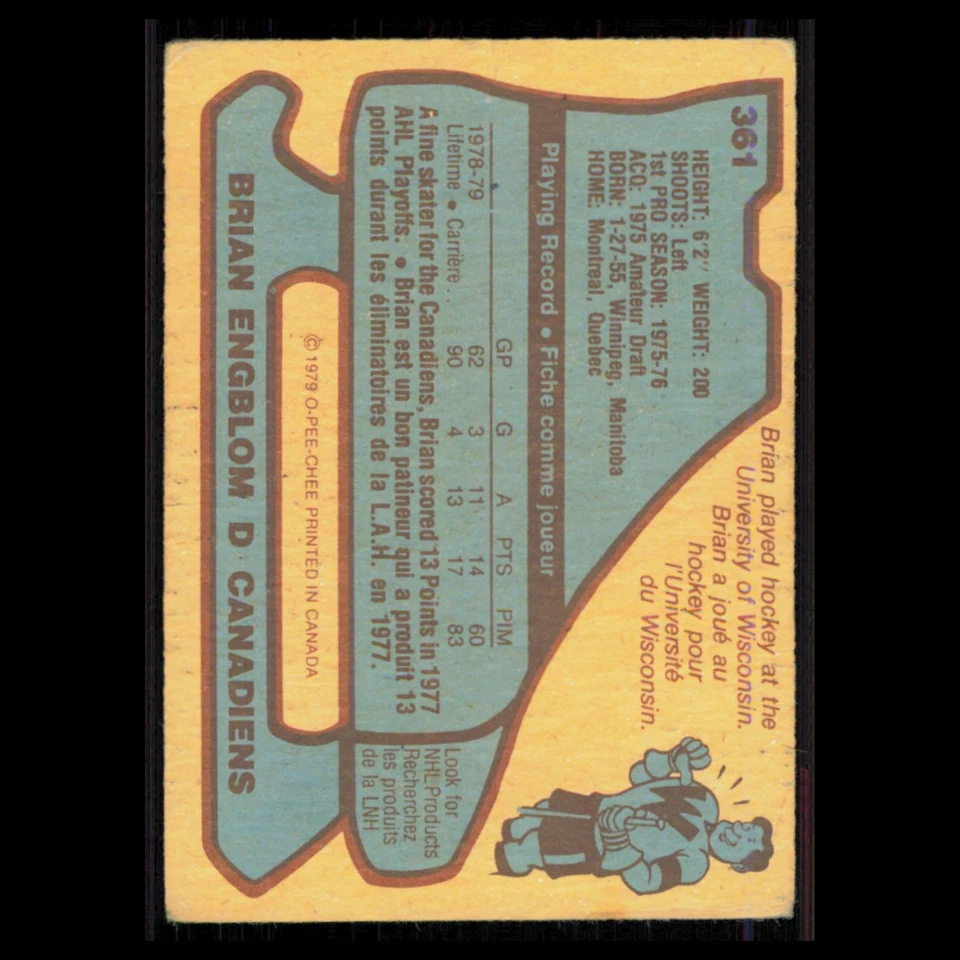 361
HEIGHT: 6'2" WEIGHT: 200
SHOOTS: Left
1st PRO SEASON: 1975-76
ACQ: 1975 Amateur Draft
BORN: 1-27-55, Winnipeg, Manitoba
HOME: Montreal, Quebec
Brian played hockey at the
University of Wisconsin.
Brian a joué au
hockey pour
l'Université
du Wisconsin.
W
Playing Record • Fiche comme joueur
GP G A PTS PIM
1978-79 62 3 11 14 60
Lifetime • Carrière .. 90 4 13 17 83
A fine skater for the Canadiens, Brian scored 13 Points in 1977
AHL Playoffs. • Brian est un bon patineur qui a produit 13
points durant les éliminatoires de la L.A.H. en 1977.
Look for
NHL Products
Recherchez
les produits
de la LNH
© 1979 O-PEE-CHEE PRINTED IN CANADA
BRIAN ENGBLOM D CANADIENS